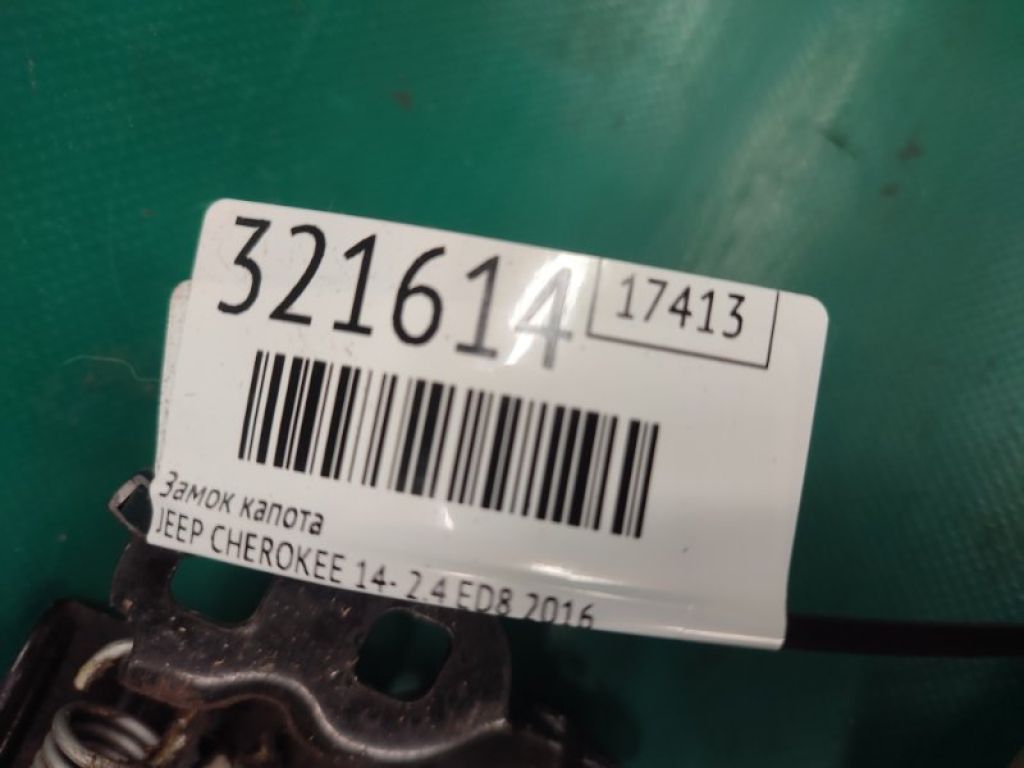 321614
17413
Замок капота
JEEP CHEROKEE 14- 2.4 ED8 2016